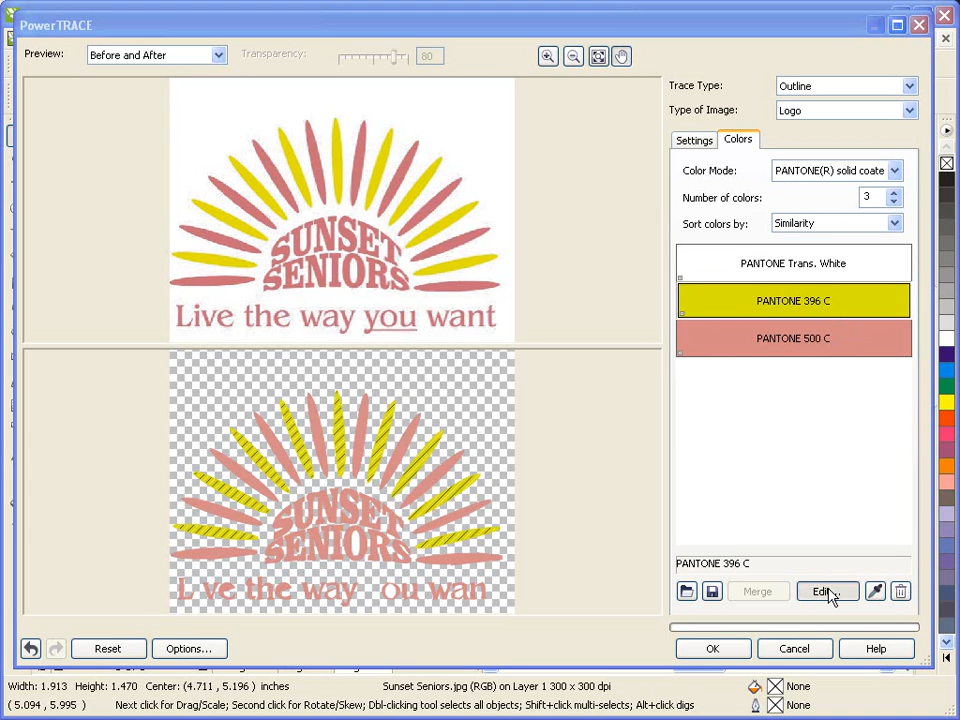 PowerTRACE
Preview: Before and After Transparency: 80
Trace Type: Outline
Type of Image: Logo
Settings Colors
Color Mode: PANTONE(R) solid coate
Number of colors: 3
Sort colors by: Similarity
PANTONE Trans. White
PANTONE 396 C
PANTONE 500 C
SUNSET
SENIORS
Live the way you want
SUNSET
SENIORS
L ve the way ou wan
PANTONE 396 C
Merge Edit...
Reset Options... OK Cancel Help
Width: 1.913 Height: 1.470 Center: (4.711 , 5.196 ) inches Sunset Seniors.jpg (RGB) on Layer 1 300 x 300 dpi None
( 5.094 , 5.995 ) Next click for Drag/Scale; Second click for Rotate/Skew; Dbl-clicking tool selects all objects; Shift+click multi-selects; Alt+click digs None